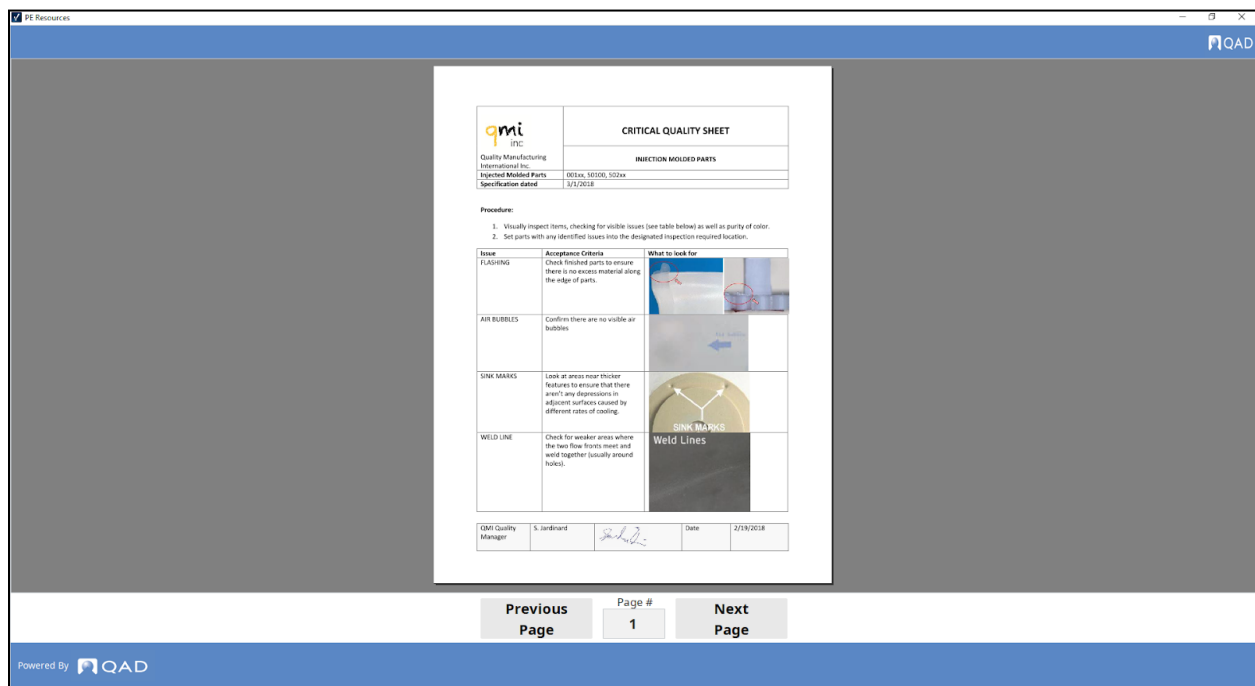 PE Resources
QAD
qmi
inc
Quality Manufacturing
International Inc.
CRITICAL QUALITY SHEET
INJECTION MOLDED PARTS
Injected Molded Parts 001xx, 50100, 502xx
Specification dated 3/1/2018
Procedure:
1. Visually inspect items, checking for visible issues (see table below) as well as purity of color.
2. Set parts with any identified issues into the designated inspection required location.
Issue Acceptance Criteria What to look for
FLASHING Check finished parts to ensure
there is no excess material along
the edge of parts.
AIR BUBBLES Confirm there are no visible air
bubbles
SINK MARKS Look at areas near thicker
features to ensure that there
aren't any depressions in
adjacent surfaces caused by
different rates of cooling.
SINK MARKS
WELD LINE Check for weaker areas where
the two flow fronts meet and
weld together (usually around
holes).
Weld Lines
QMI Quality
Manager
S. Jardinard
Date
2/19/2018
Previous
Page
Page #
1
Next
Page
Powered By QAD